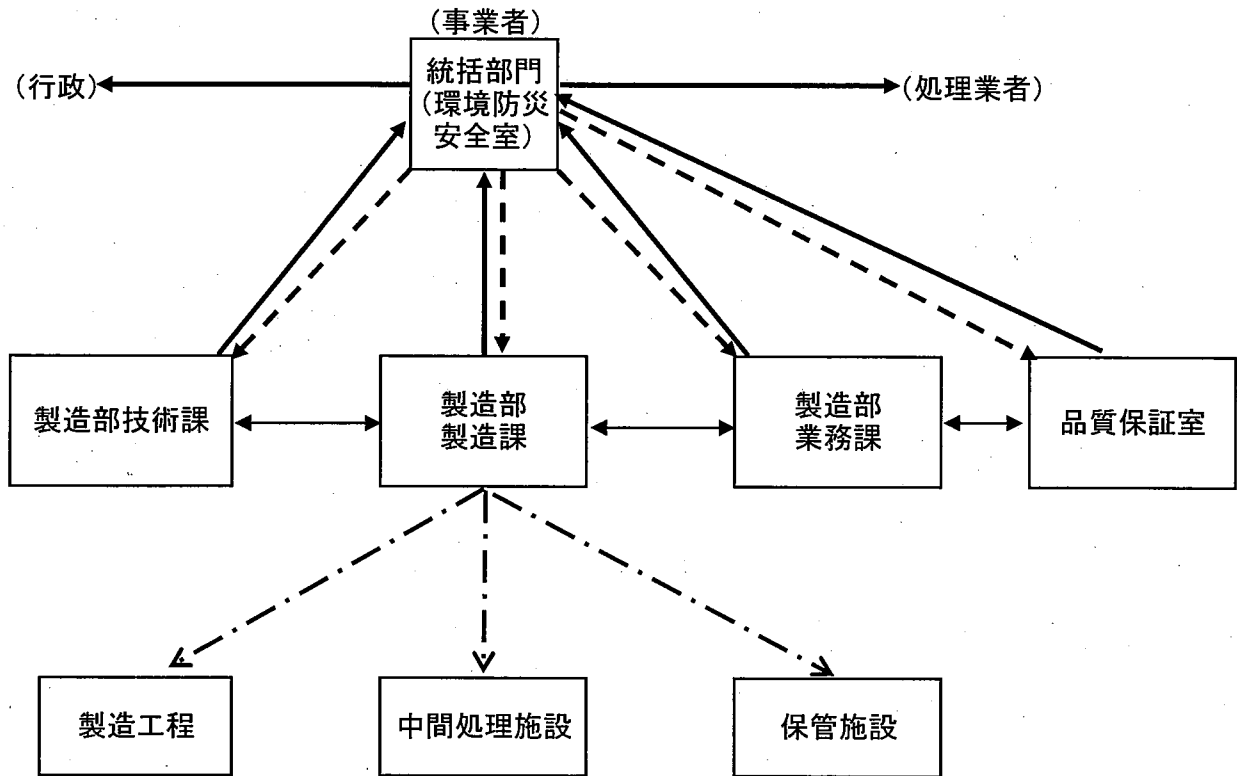 (事業者)
統括部門
(環境防災
安全室)
(行政)
(処理業者)
製造部技術課
製造部
製造課
製造部
業務課
品質保証室
製造工程
中間処理施設
保管施設